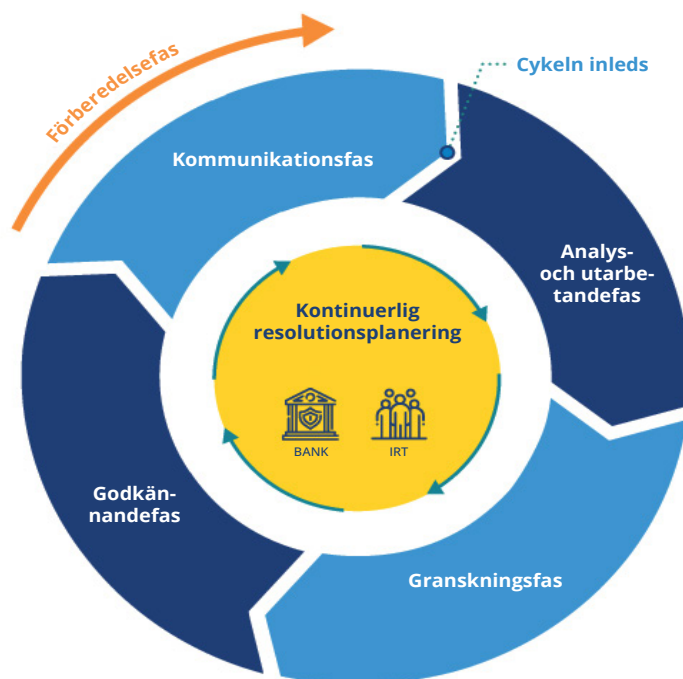 Förberedelsefas
Cykeln inleds
Kommunikationsfas
Analys-
och utarbe-
tandefas
Kontinuerlig
resolutionsplanering
BANK
IRT
Godkän-
nandefas
Granskningsfas